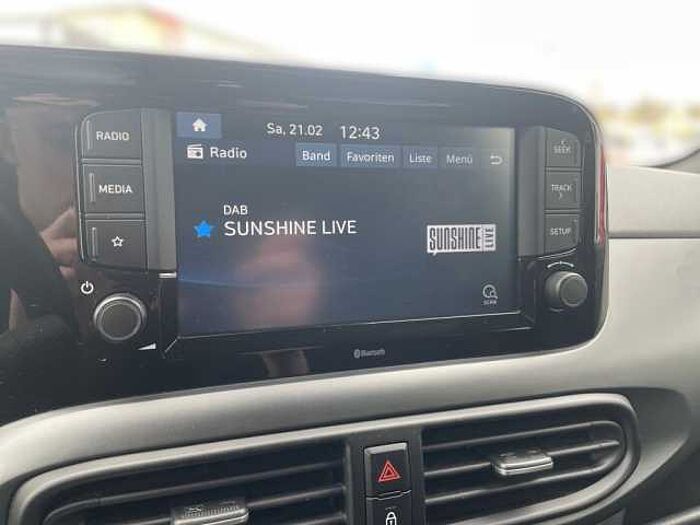 RADIO
MEDIA
Sa, 21.02 12:43
Radio Band Favoriten Liste Menü
DAB
SUNSHINE LIVE
SUNSHINE LIVE
SCAN
SEEK
TRACK
SETUP
Bluetooth